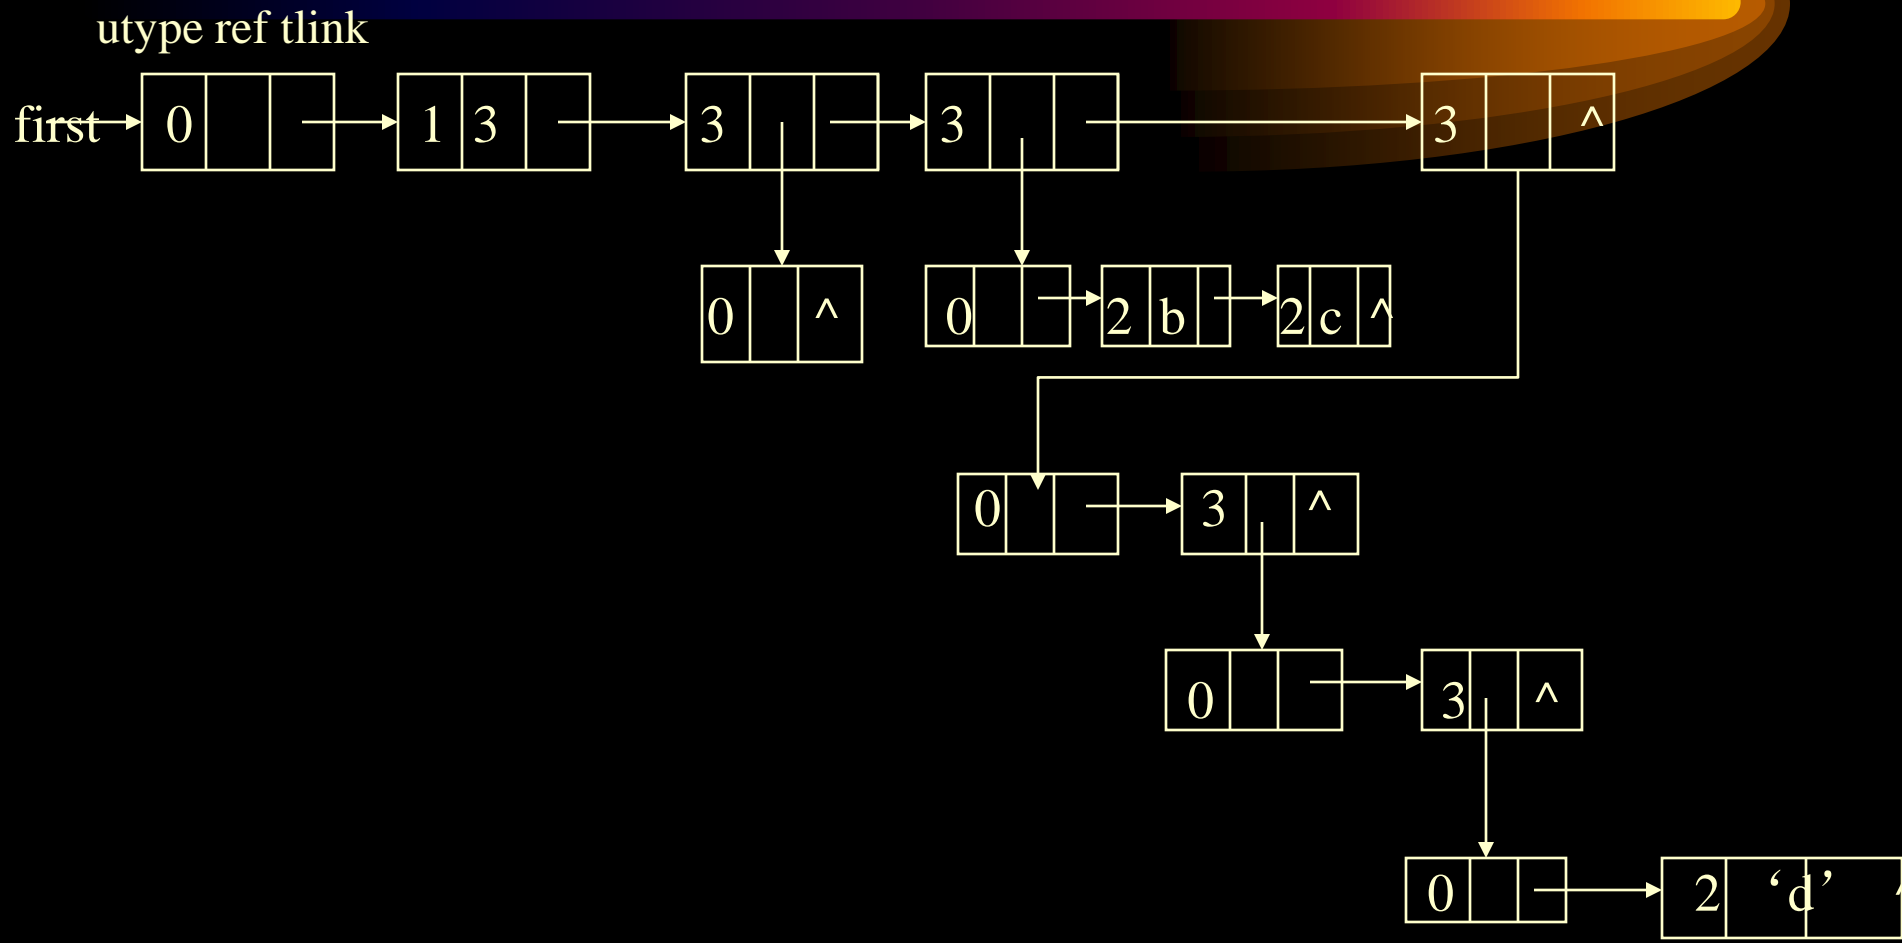 utype ref tlink
first 0 1 3 3 3 3 ^
0 ^ 0 2 b 2 c ^
0 3 ^
0 3 ^
0 2 ‘d’ ^